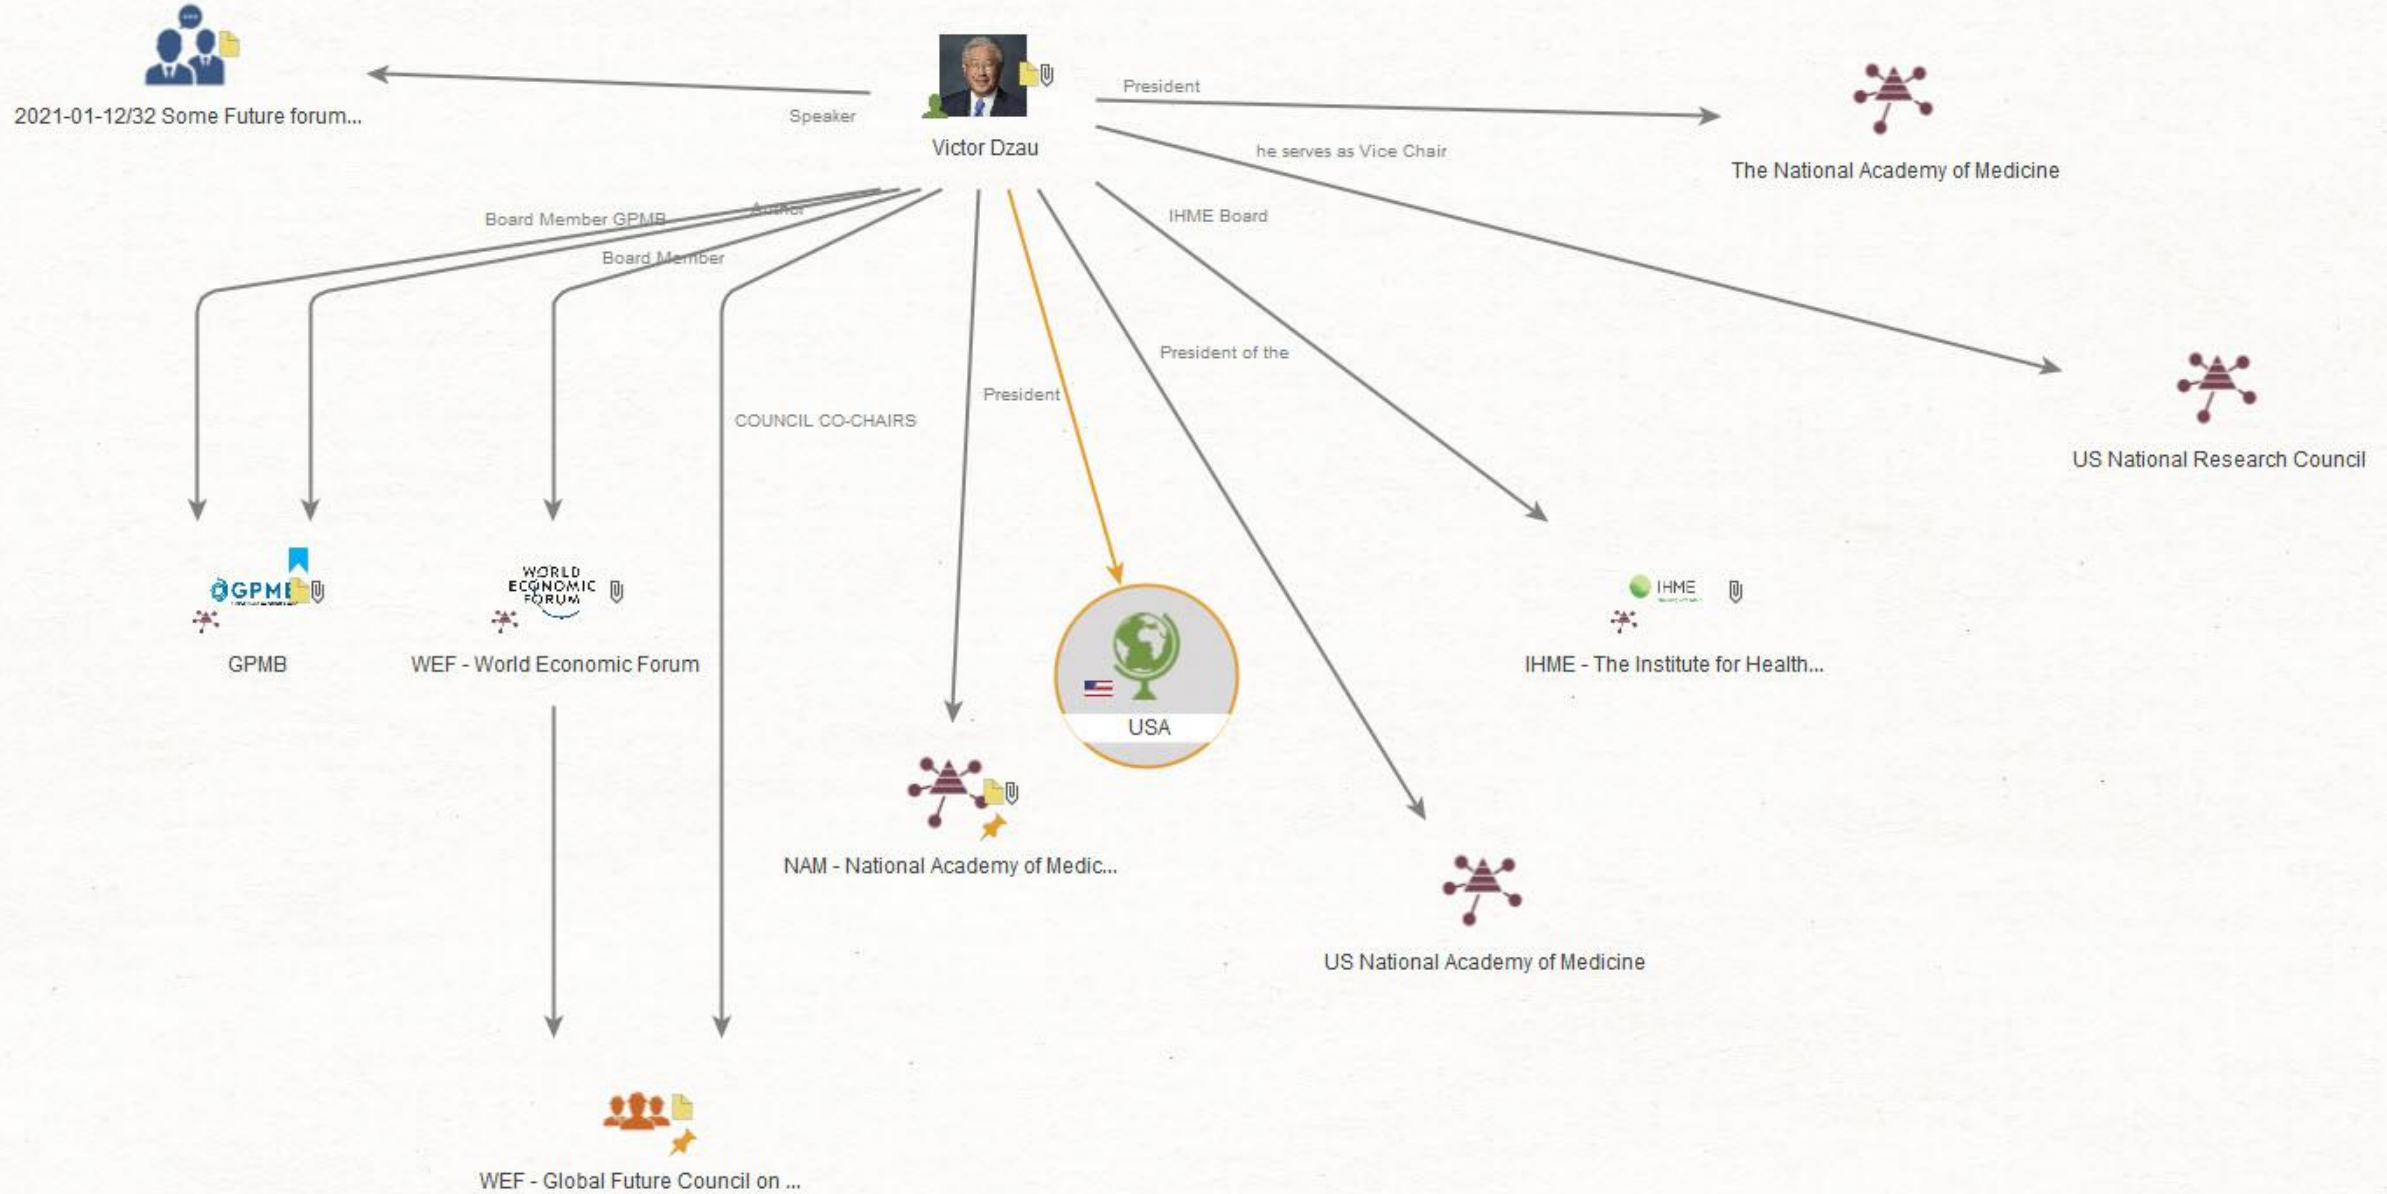 2021-01-12/32 Some Future forum...
Speaker
Victor Dzau
President
he serves as Vice Chair
The National Academy of Medicine
Board Member GPMB
Author
Board Member
IHME Board
President of the
President
COUNCIL CO-CHAIRS
US National Research Council
GPMB
GPMB
WORLD
ECONOMIC
FORUM
WEF - World Economic Forum
IHME
IHME - The Institute for Health...
USA
NAM - National Academy of Medic...
US National Academy of Medicine
WEF - Global Future Council on ...